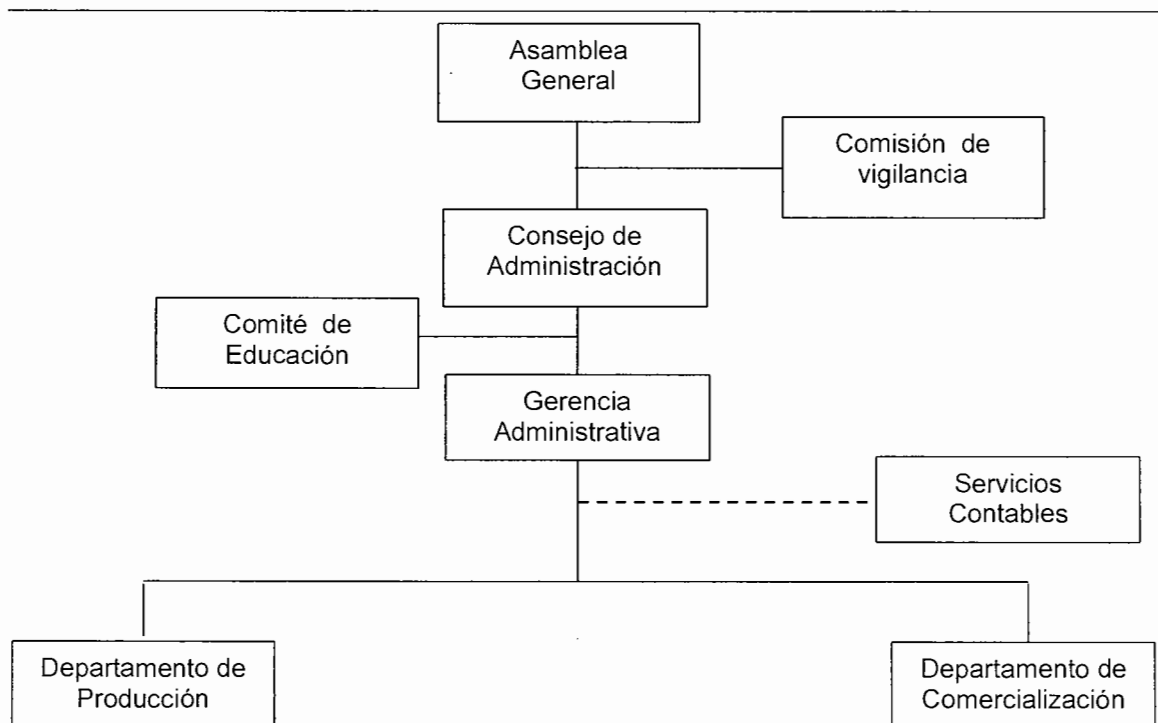 Asamblea
General
Comisión de
vigilancia
Consejo de
Administración
Comité de
Educación
Gerencia
Administrativa
Servicios
Contables
Departamento de
Producción
Departamento de
Comercialización